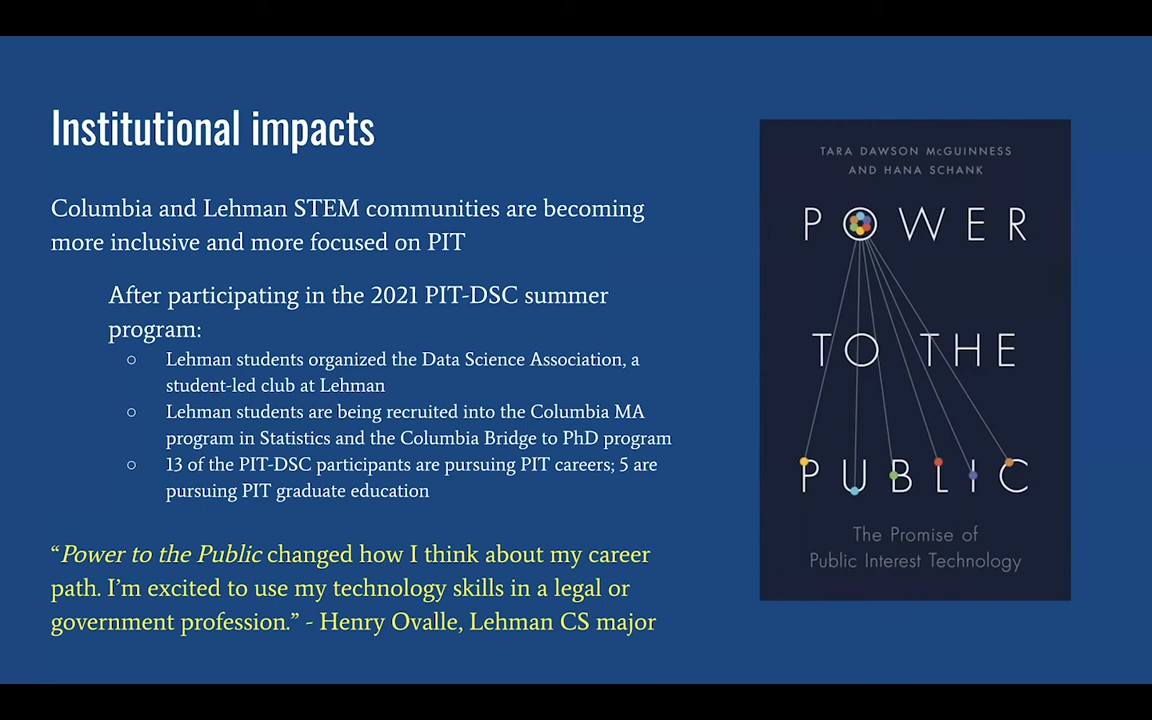 Institutional impacts
Columbia and Lehman STEM communities are becoming
more inclusive and more focused on PIT
After participating in the 2021 PIT-DSC summer
program:
○ Lehman students organized the Data Science Association, a
student-led club at Lehman
○ Lehman students are being recruited into the Columbia MA
program in Statistics and the Columbia Bridge to PhD program
○ 13 of the PIT-DSC participants are pursuing PIT careers; 5 are
pursuing PIT graduate education
“Power to the Public changed how I think about my career
path. I’m excited to use my technology skills in a legal or
government profession.” - Henry Ovalle, Lehman CS major
TARA DAWSON McGUINNESS
AND HANA SCHANK
POWER
TO THE
PUBLIC
The Promise of
Public Interest Technology